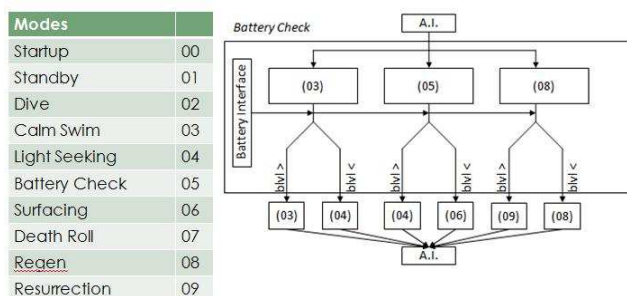 Modes
Startup 00
Standby 01
Dive 02
Calm Swim 03
Light Seeking 04
Battery Check 05
Surfacing 06
Death Roll 07
Regen 08
Resurrection 09
Battery Check
A.I.
Battery Interface
(03) (05) (08)
blvl > blvl < blvl > blvl < blvl > blvl <
(03) (04) (04) (06) (09) (08)
A.I.